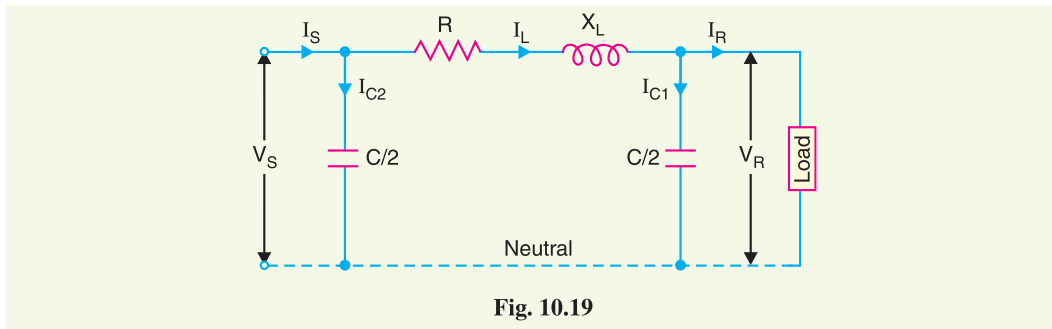 I_S
R
I_L
X_L
I_R
I_C2
I_C1
V_S
C/2
C/2
V_R
Load
Neutral
Fig. 10.19